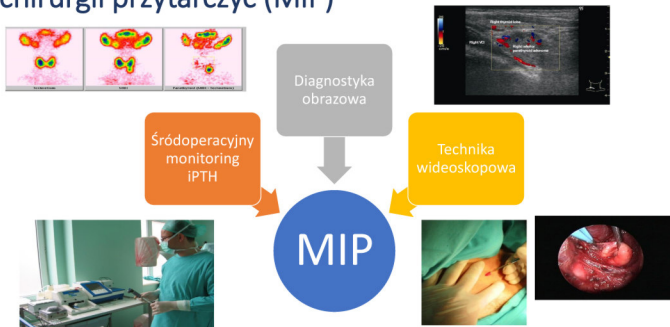 chirurgii przytarczyc (MIP)
Diagnostyka
obrazowa
Śródoperacyjny
monitoring
iPTH
Technika
wideoskopowa
MIP